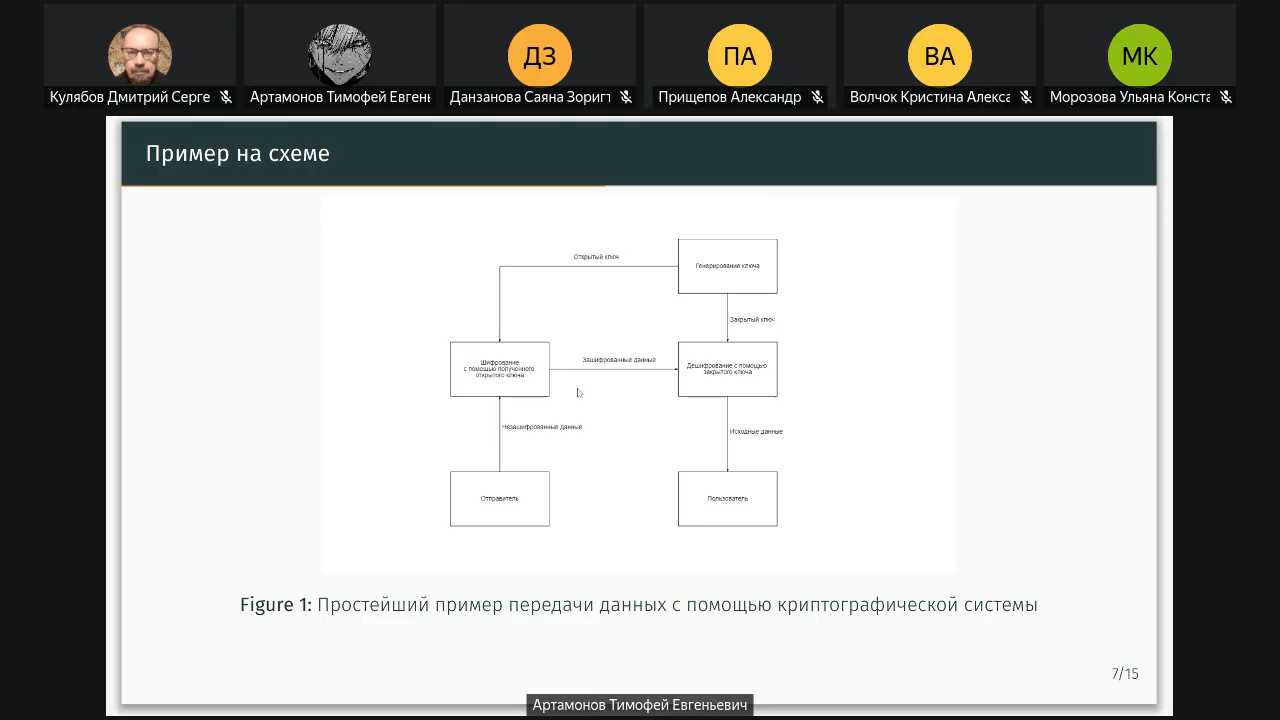 ДЗ
ПА
ВА
МК
Кулябов Дмитрий Серге
Артамонов Тимофей Евгень
Данзанова Саяна Зоригт
Прищепов Александр
Волчок Кристина Алекса
Морозова Ульяна Конста
Пример на схеме
Открытый ключ
Генерирование ключа
Закрытый ключ
Шифрование
с помощью полученного
открытого ключа
Зашифрованные данные
Дешифрование с помощью
закрытого ключа
Незашифрованные данные
Исходные данные
Отправитель
Пользователь
Figure 1: Простейший пример передачи данных с помощью криптографической системы
7/15
Артамонов Тимофей Евгеньевич